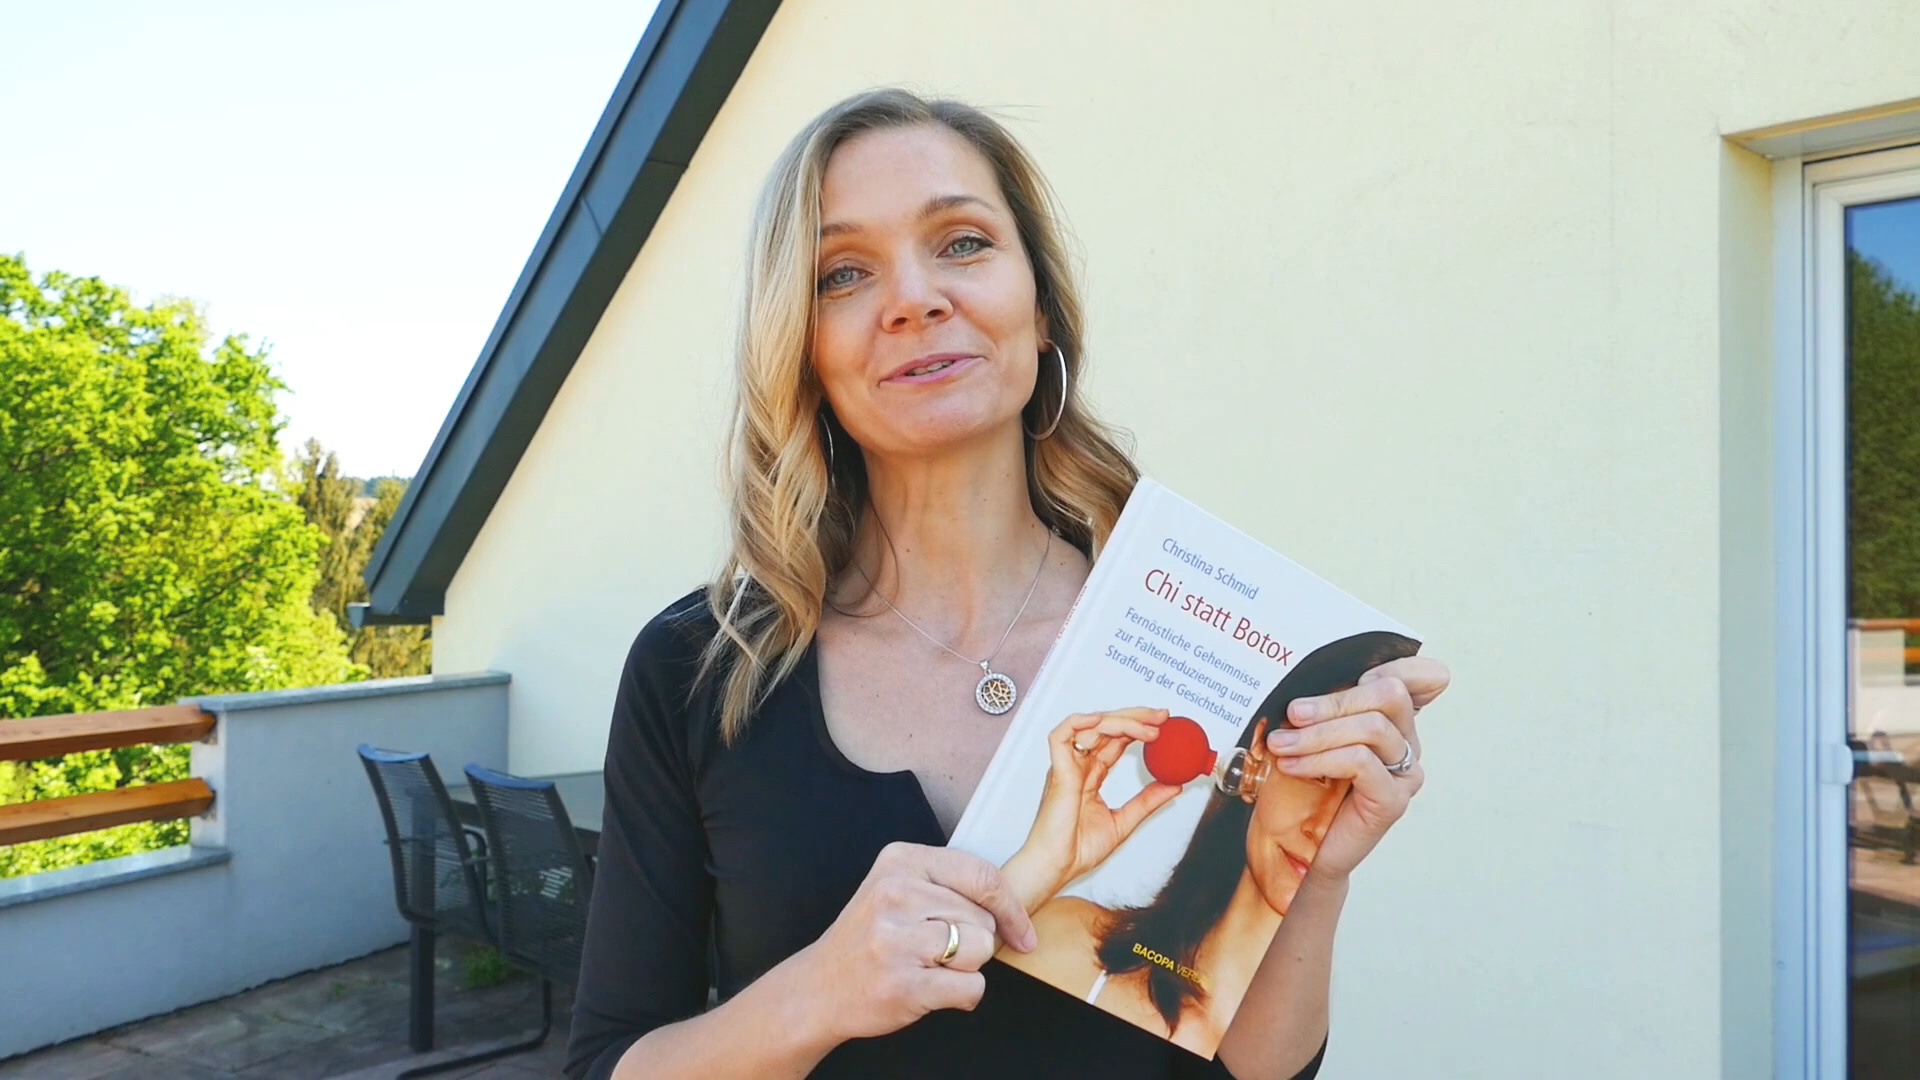 Christina Schmid
Chi statt Botox
Fernöstliche Geheimnisse
zur Faltenreduzierung und
Straffung der Gesichtshaut
BACOPA